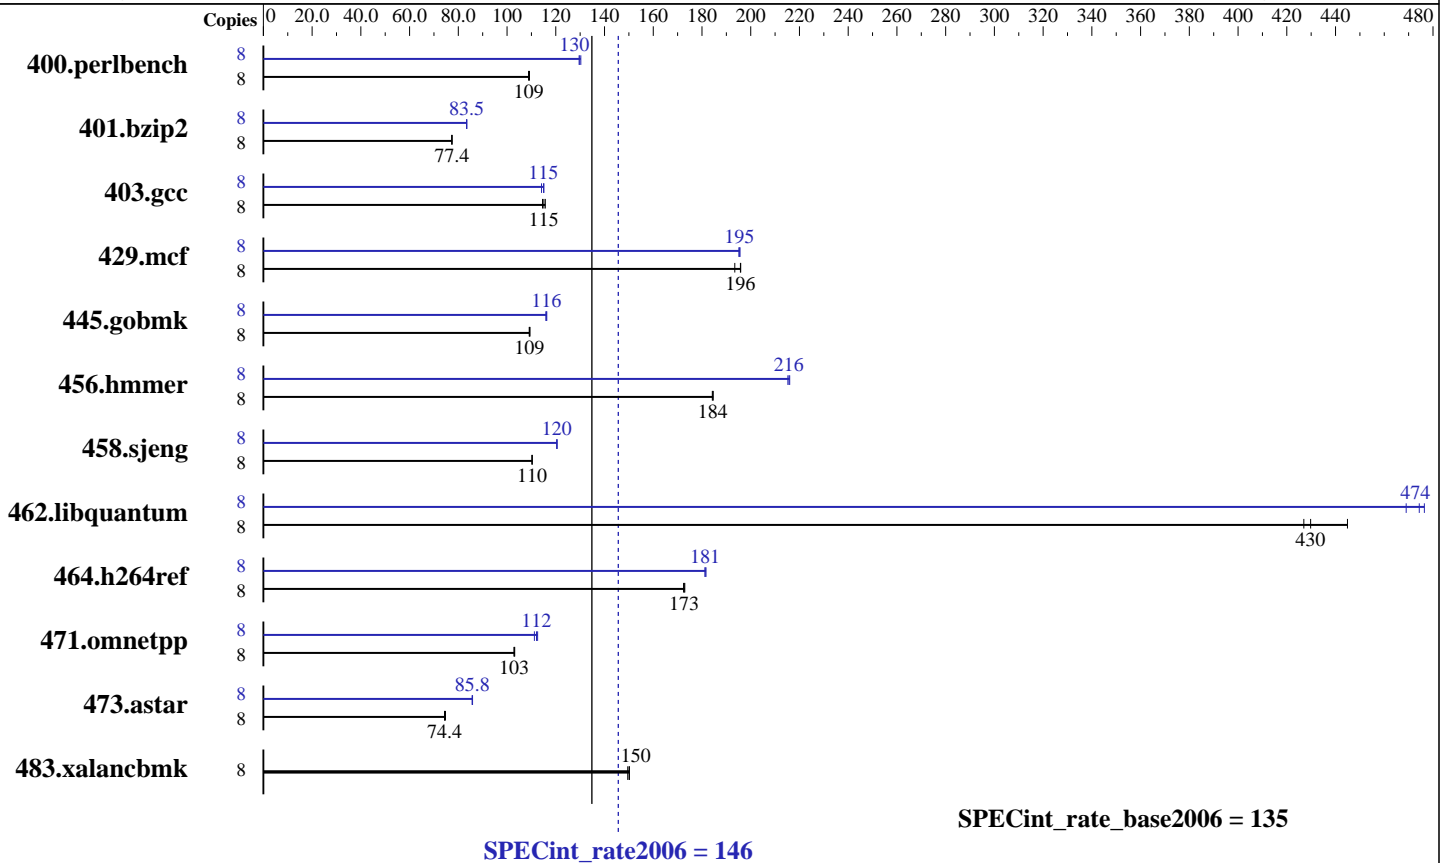 Copies 0 20.0 40.0 60.0 80.0 100 120 140 160 180 200 220 240 260 280 300 320 340 360 380 400 420 440 480
400.perlbench 8 130
8 109
401.bzip2 8 83.5
8 77.4
403.gcc 8 115
8 115
429.mcf 8 195
8 196
445.gobmk 8 116
8 109
456.hmmer 8 216
8 184
458.sjeng 8 120
8 110
462.libquantum 8 474
8 430
464.h264ref 8 181
8 173
471.omnetpp 8 112
8 103
473.astar 8 85.8
8 74.4
483.xalancbmk 8 150
SPECint_rate_base2006 = 135
SPECint_rate2006 = 146